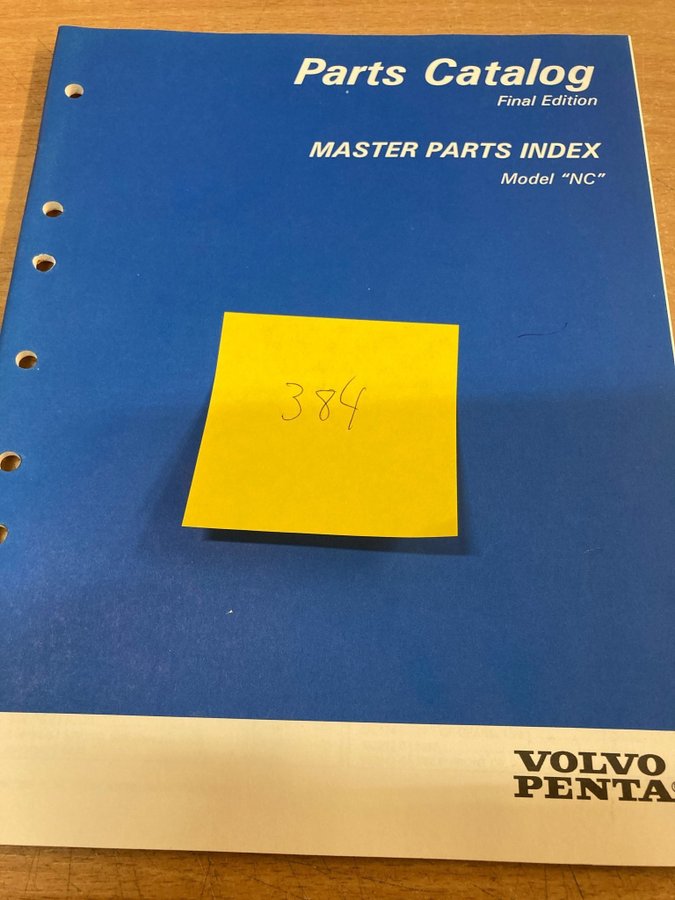 Parts Catalog
Final Edition
MASTER PARTS INDEX
Model “NC”
384
VOLVO
PENTA®